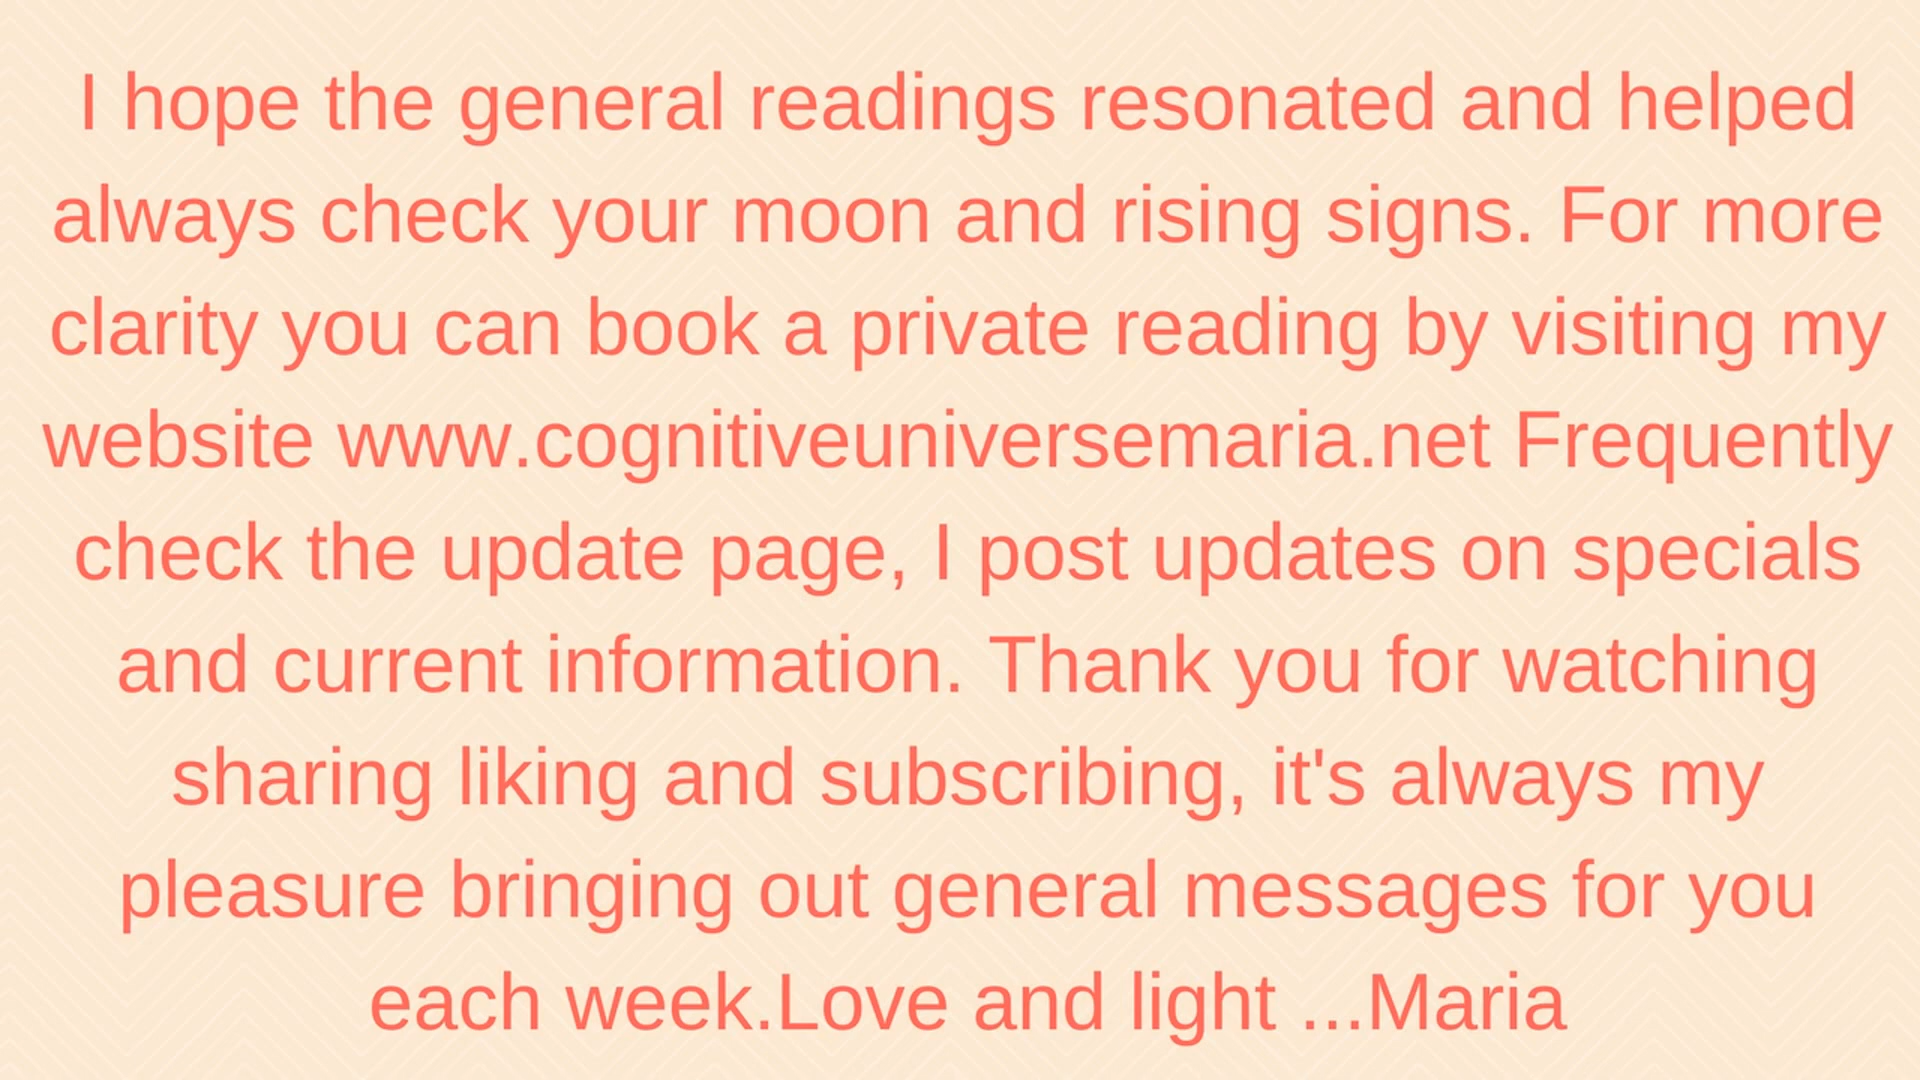 I hope the general readings resonated and helped
always check your moon and rising signs. For more
clarity you can book a private reading by visiting my
website www.cognitiveuniversemaria.net Frequently
check the update page, I post updates on specials
and current information. Thank you for watching
sharing liking and subscribing, it's always my
pleasure bringing out general messages for you
each week.Love and light ...Maria